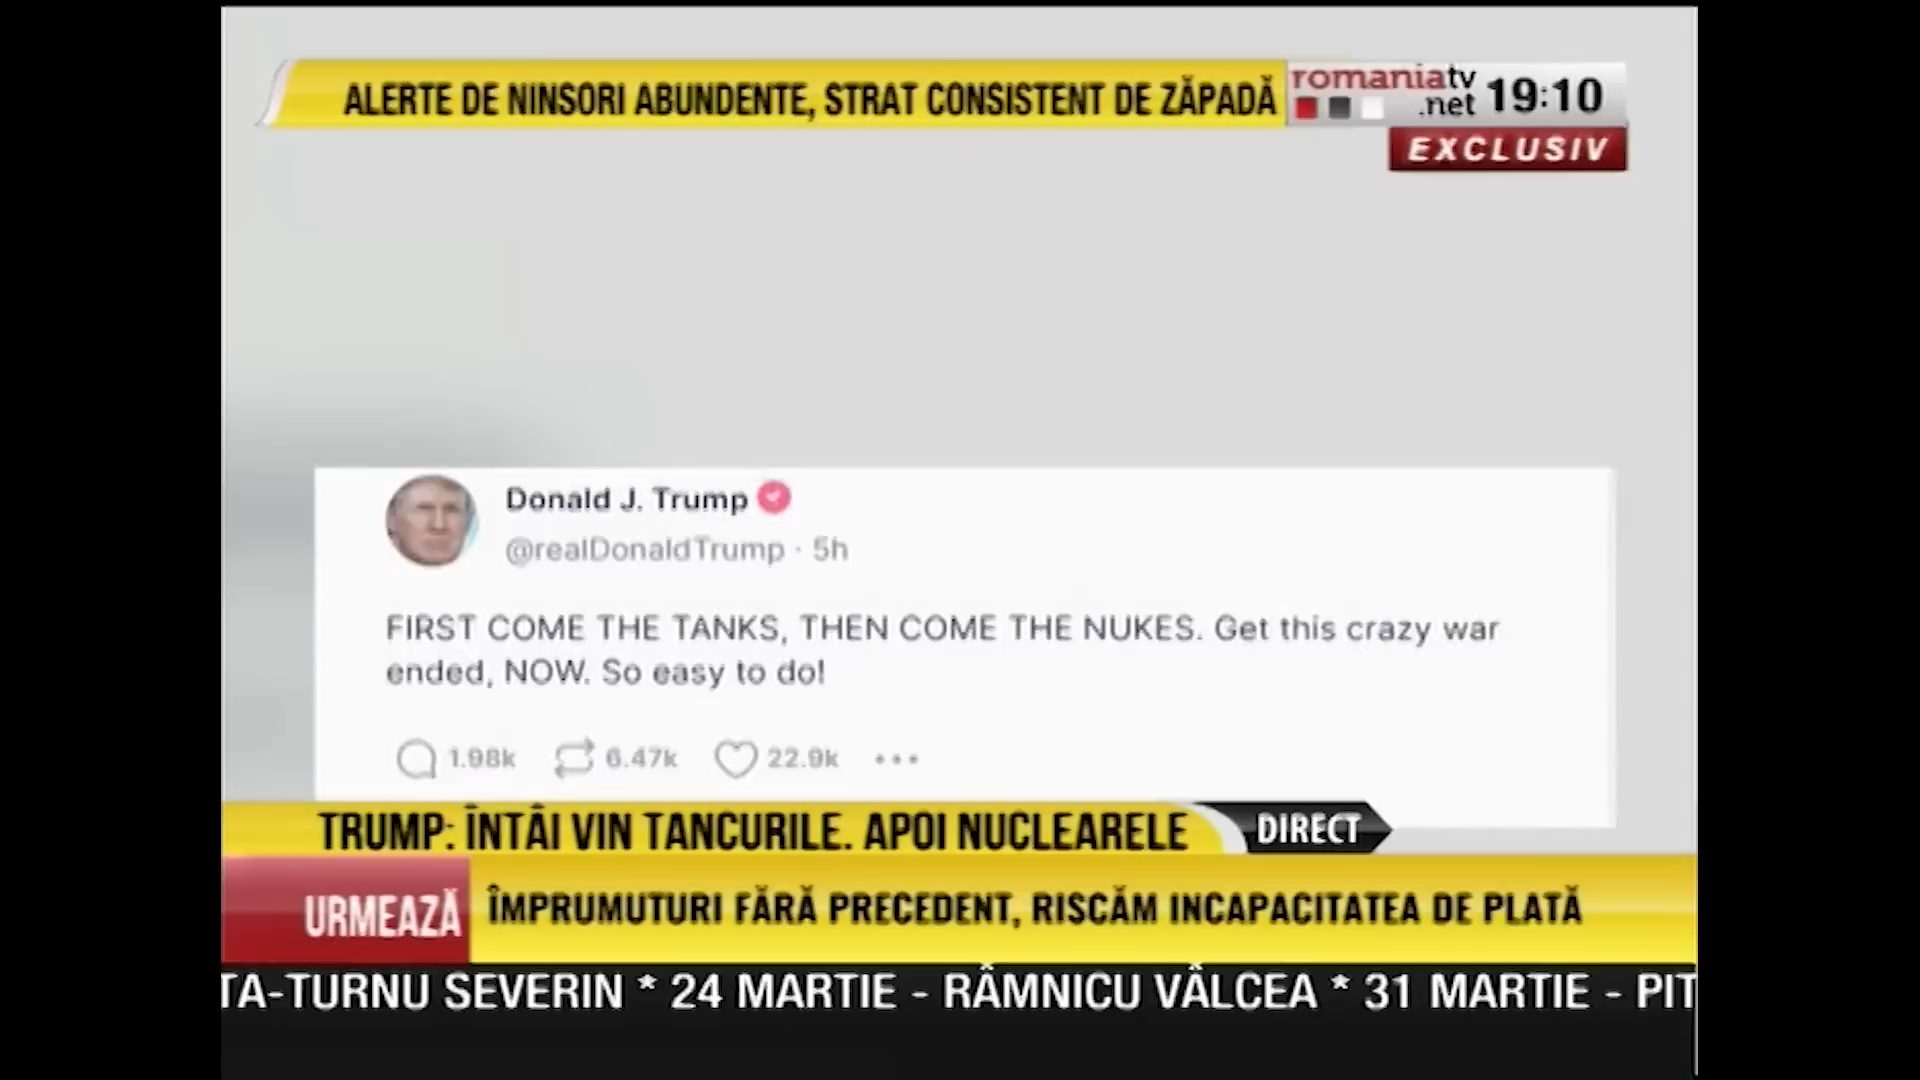 ALERTE DE NINSORI ABUNDENTE, STRAT CONSISTENT DE ZĂPADĂ
romaniatv
.net
19:10
EXCLUSIV
Donald J. Trump
@realDonaldTrump · 5h
FIRST COME THE TANKS, THEN COME THE NUKES. Get this crazy war
ended, NOW. So easy to do!
1.98k 6.47k 22.9k
TRUMP: ÎNTÂI VIN TANCURILE. APOI NUCLEARELE
DIRECT
URMEAZĂ
ÎMPRUMUTURI FĂRĂ PRECEDENT, RISCĂM INCAPACITATEA DE PLATĂ
TA-TURNU SEVERIN * 24 MARTIE - RÂMNICU VÂLCEA * 31 MARTIE - PIT